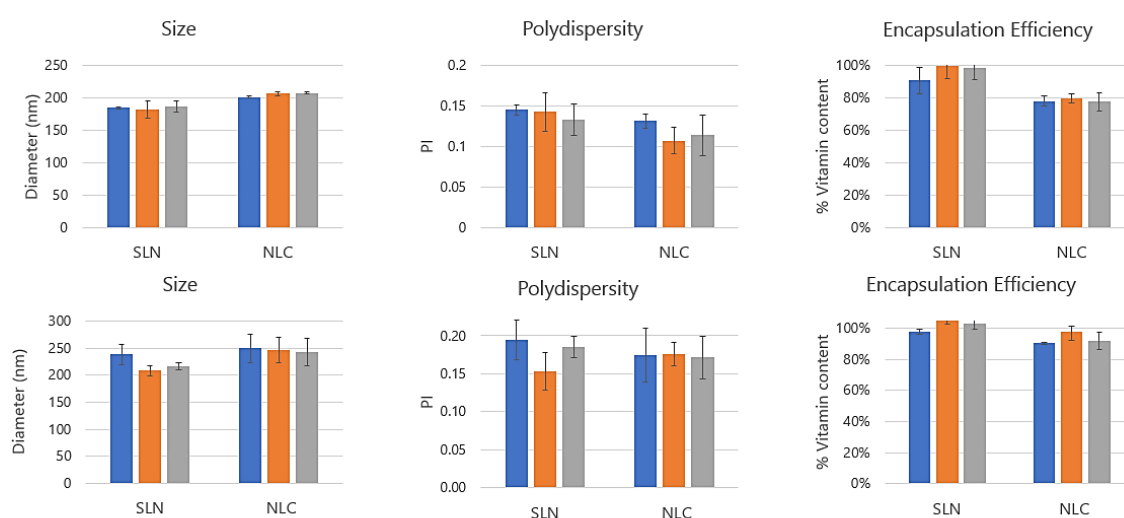 Size
Polydispersity
Encapsulation Efficiency
Diameter (nm)
250
200
150
100
50
0
SLN
NLC
PI
0.2
0.15
0.1
0.05
0
SLN
NLC
% Vitamin content
100%
80%
60%
40%
20%
0%
SLN
NLC
Size
Polydispersity
Encapsulation Efficiency
Diameter (nm)
300
250
200
150
100
50
0
SLN
NLC
PI
0.20
0.15
0.10
0.05
0.00
SLN
NLC
% Vitamin content
100%
80%
60%
40%
20%
0%
SLN
NLC